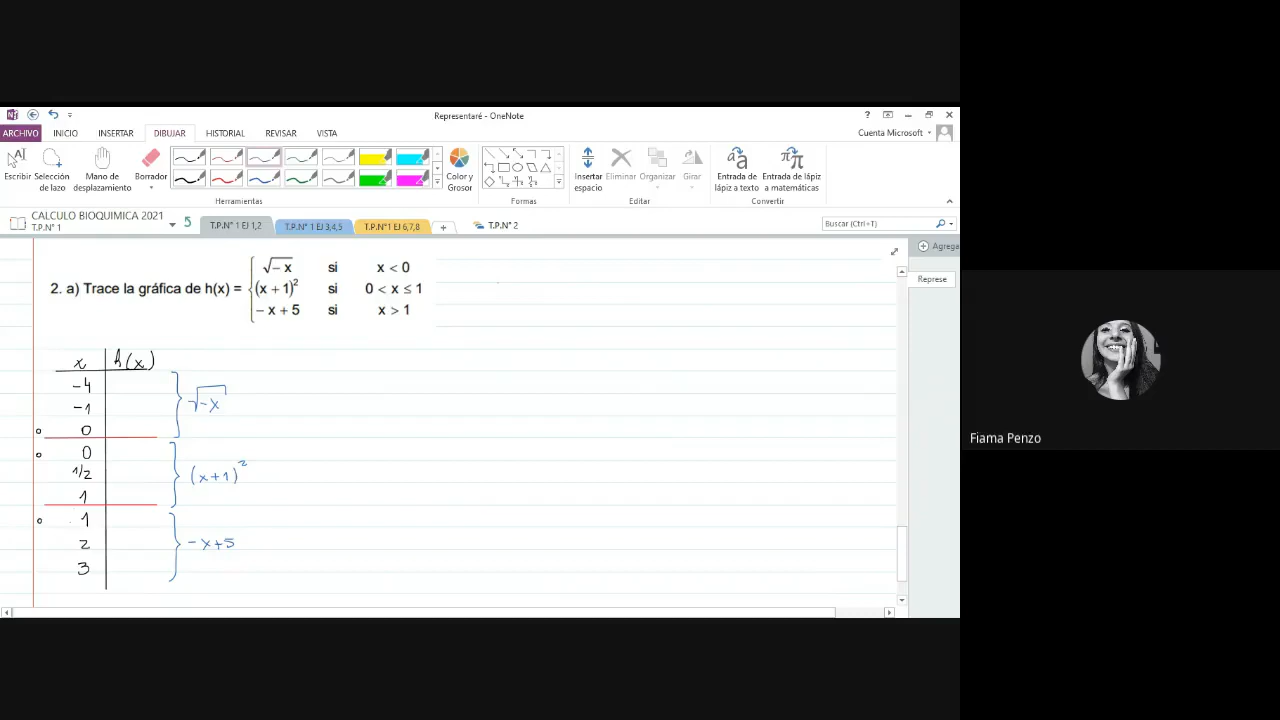 Representaré - OneNote
ARCHIVO INICIO INSERTAR DIBUJAR HISTORIAL REVISAR VISTA
Cuenta Microsoft
Escribir Selección de lazo Mano de desplazamiento Borrador
Color y Grosor
Insertar espacio Eliminar Organizar Girar
Entrada de lápiz a texto Entrada de lápiz a matemáticas
Herramientas Formas Editar Convertir
CALCULO BIOQUIMICA 2021
T.P.N° 1
T.P.N° 1 EJ 1,2 T.P.N° 1 EJ 3,4,5 T.P.N°1 EJ 6,7,8 + T.P.N° 2
Buscar (Ctrl+T)
Agrega
Represe
√-x si x < 0
2. a) Trace la gráfica de h(x) = (x + 1)² si 0 < x ≤ 1
- x + 5 si x > 1
x h(x)
-4
-1 √-x
0
0
1/2 (x+1)²
1
1
2 -x+5
3
Fiama Penzo